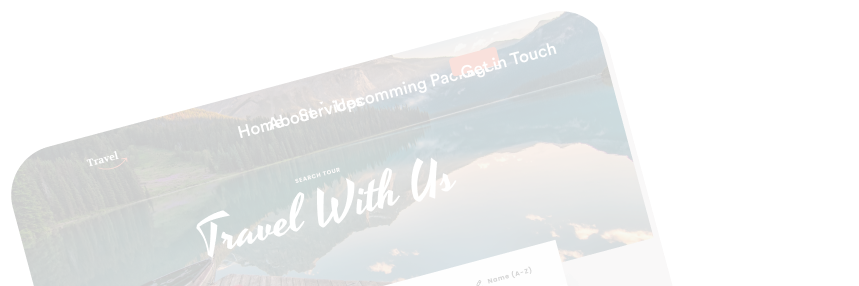 Home About Services Upcomming Packages Get in Touch
Travel
SEARCH TOUR
Travel With Us
Name (A-Z)